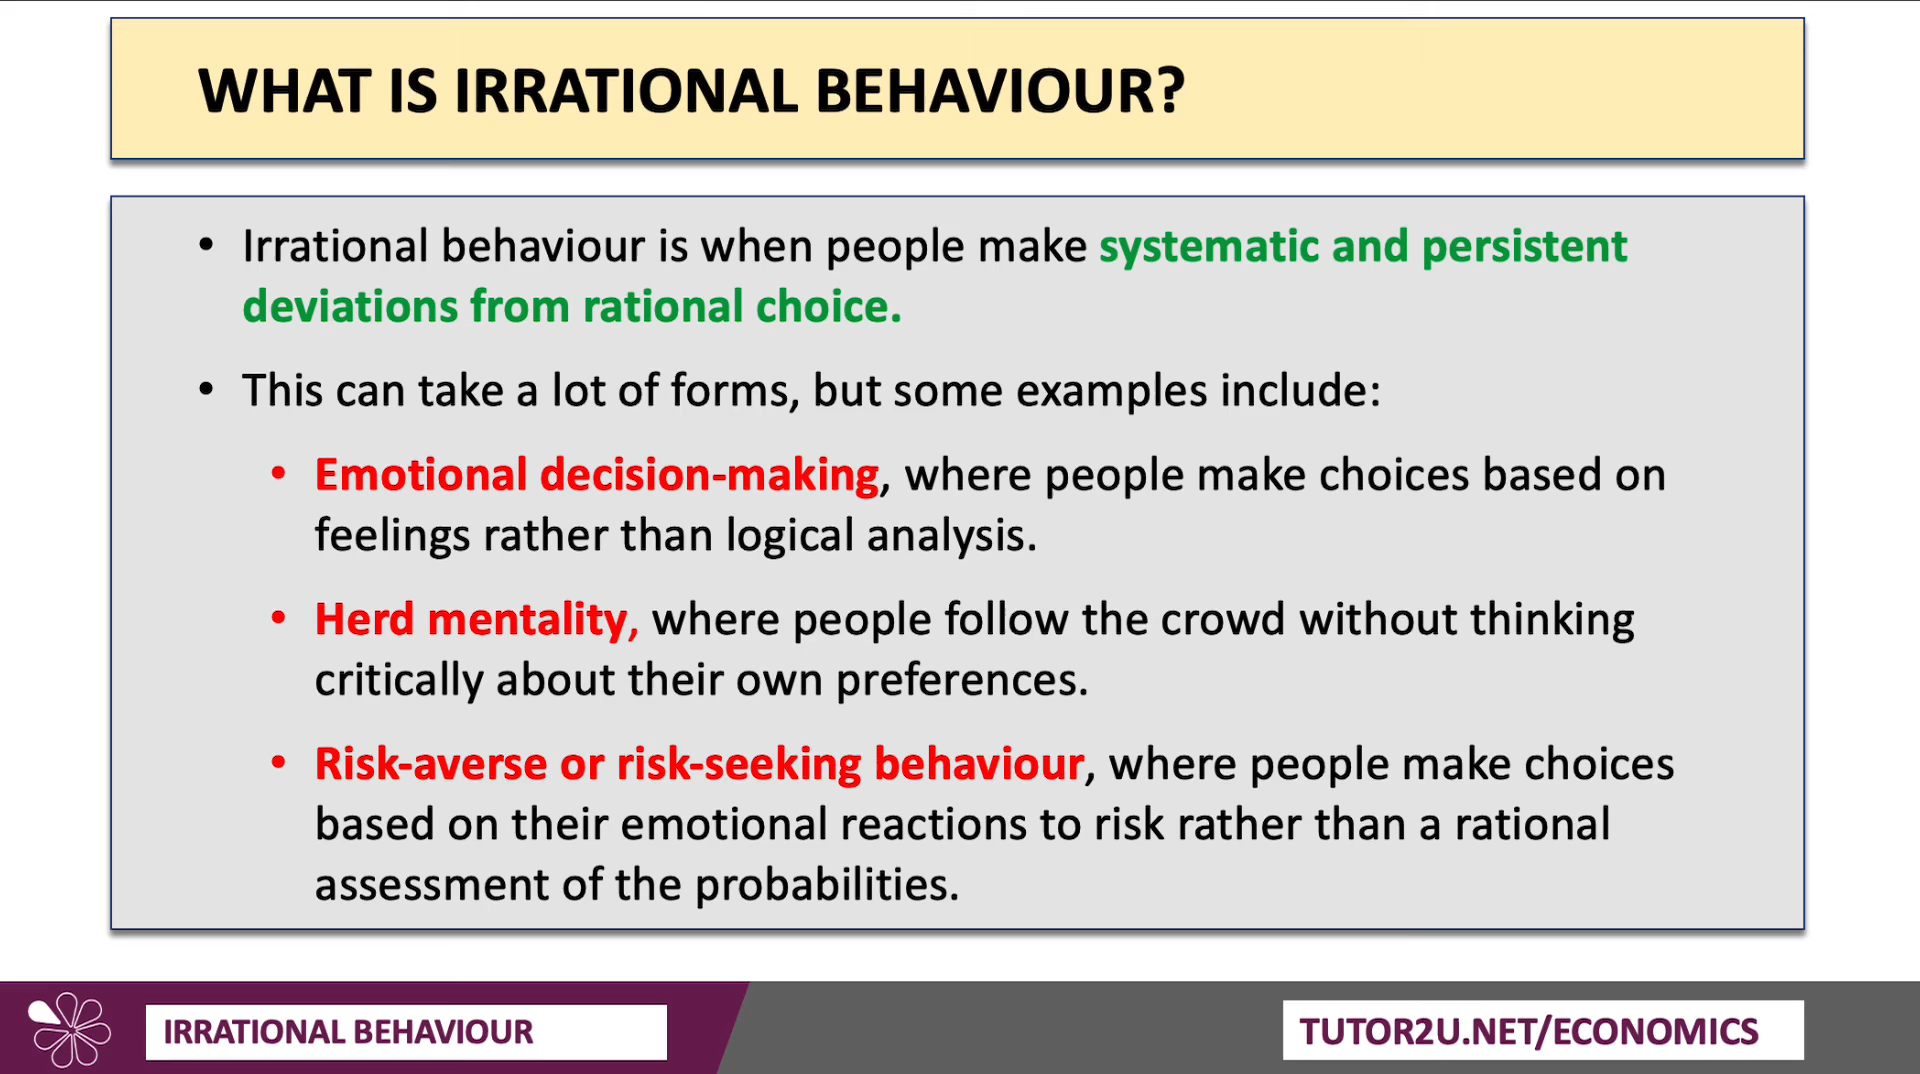 WHAT IS IRRATIONAL BEHAVIOUR?
• Irrational behaviour is when people make systematic and persistent
deviations from rational choice.
• This can take a lot of forms, but some examples include:
• Emotional decision-making, where people make choices based on
feelings rather than logical analysis.
• Herd mentality, where people follow the crowd without thinking
critically about their own preferences.
• Risk-averse or risk-seeking behaviour, where people make choices
based on their emotional reactions to risk rather than a rational
assessment of the probabilities.
IRRATIONAL BEHAVIOUR
TUTOR2U.NET/ECONOMICS